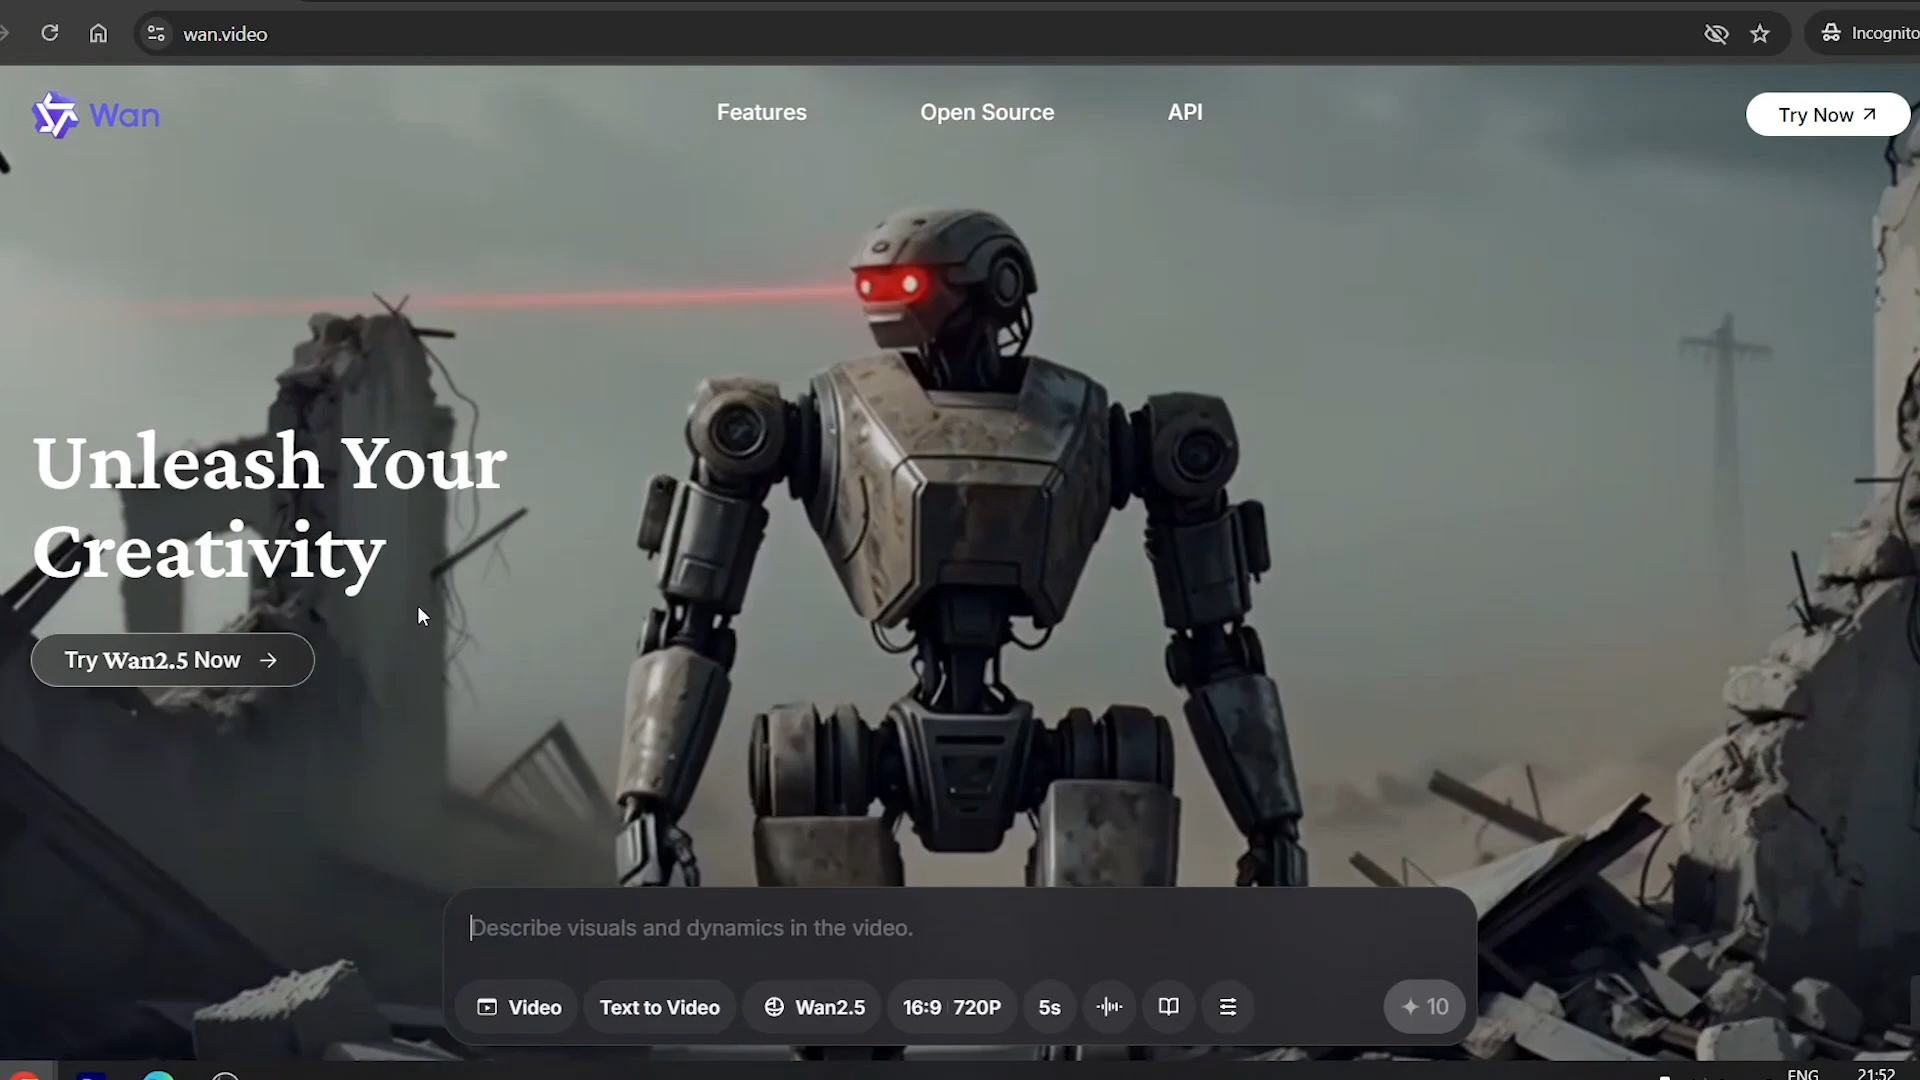 wan.video
Incognito
Wan
Features
Open Source
API
Try Now
Unleash Your
Creativity
Try Wan2.5 Now
Describe visuals and dynamics in the video.
Video
Text to Video
Wan2.5
16:9 720P
5s
10
ENG
21:52